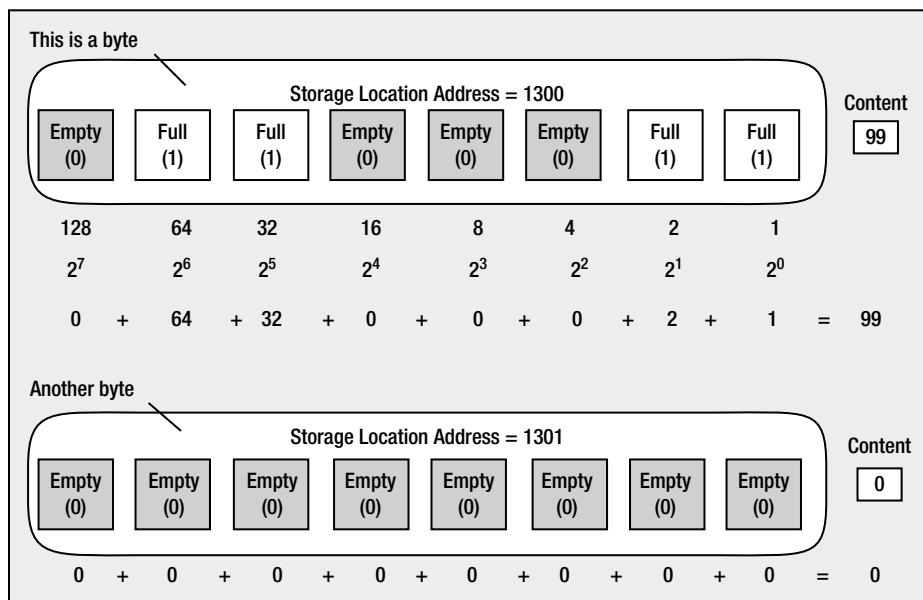 This is a byte
Storage Location Address = 1300
Content
Empty (0) Full (1) Full (1) Empty (0) Empty (0) Empty (0) Full (1) Full (1)
99
128 64 32 16 8 4 2 1
2⁷ 2⁶ 2⁵ 2⁴ 2³ 2² 2¹ 2⁰
0 + 64 + 32 + 0 + 0 + 0 + 2 + 1 = 99
Another byte
Storage Location Address = 1301
Content
Empty (0) Empty (0) Empty (0) Empty (0) Empty (0) Empty (0) Empty (0) Empty (0)
0
0 + 0 + 0 + 0 + 0 + 0 + 0 + 0 = 0